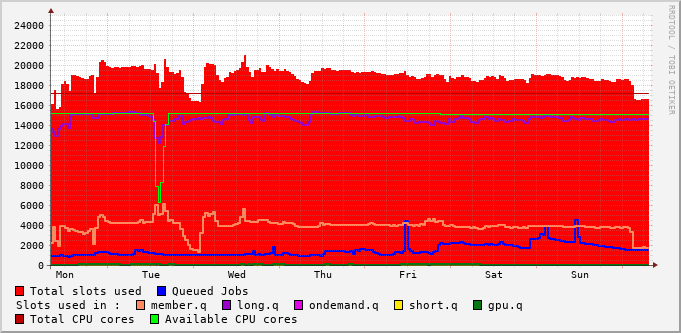 RRDTOOL / TOBI OETIKER
24000
22000
20000
18000
16000
14000
12000
10000
8000
6000
4000
2000
0
Mon Tue Wed Thu Fri Sat Sun
Total slots used Queued Jobs
Slots used in : member.q long.q ondemand.q short.q gpu.q
Total CPU cores Available CPU cores